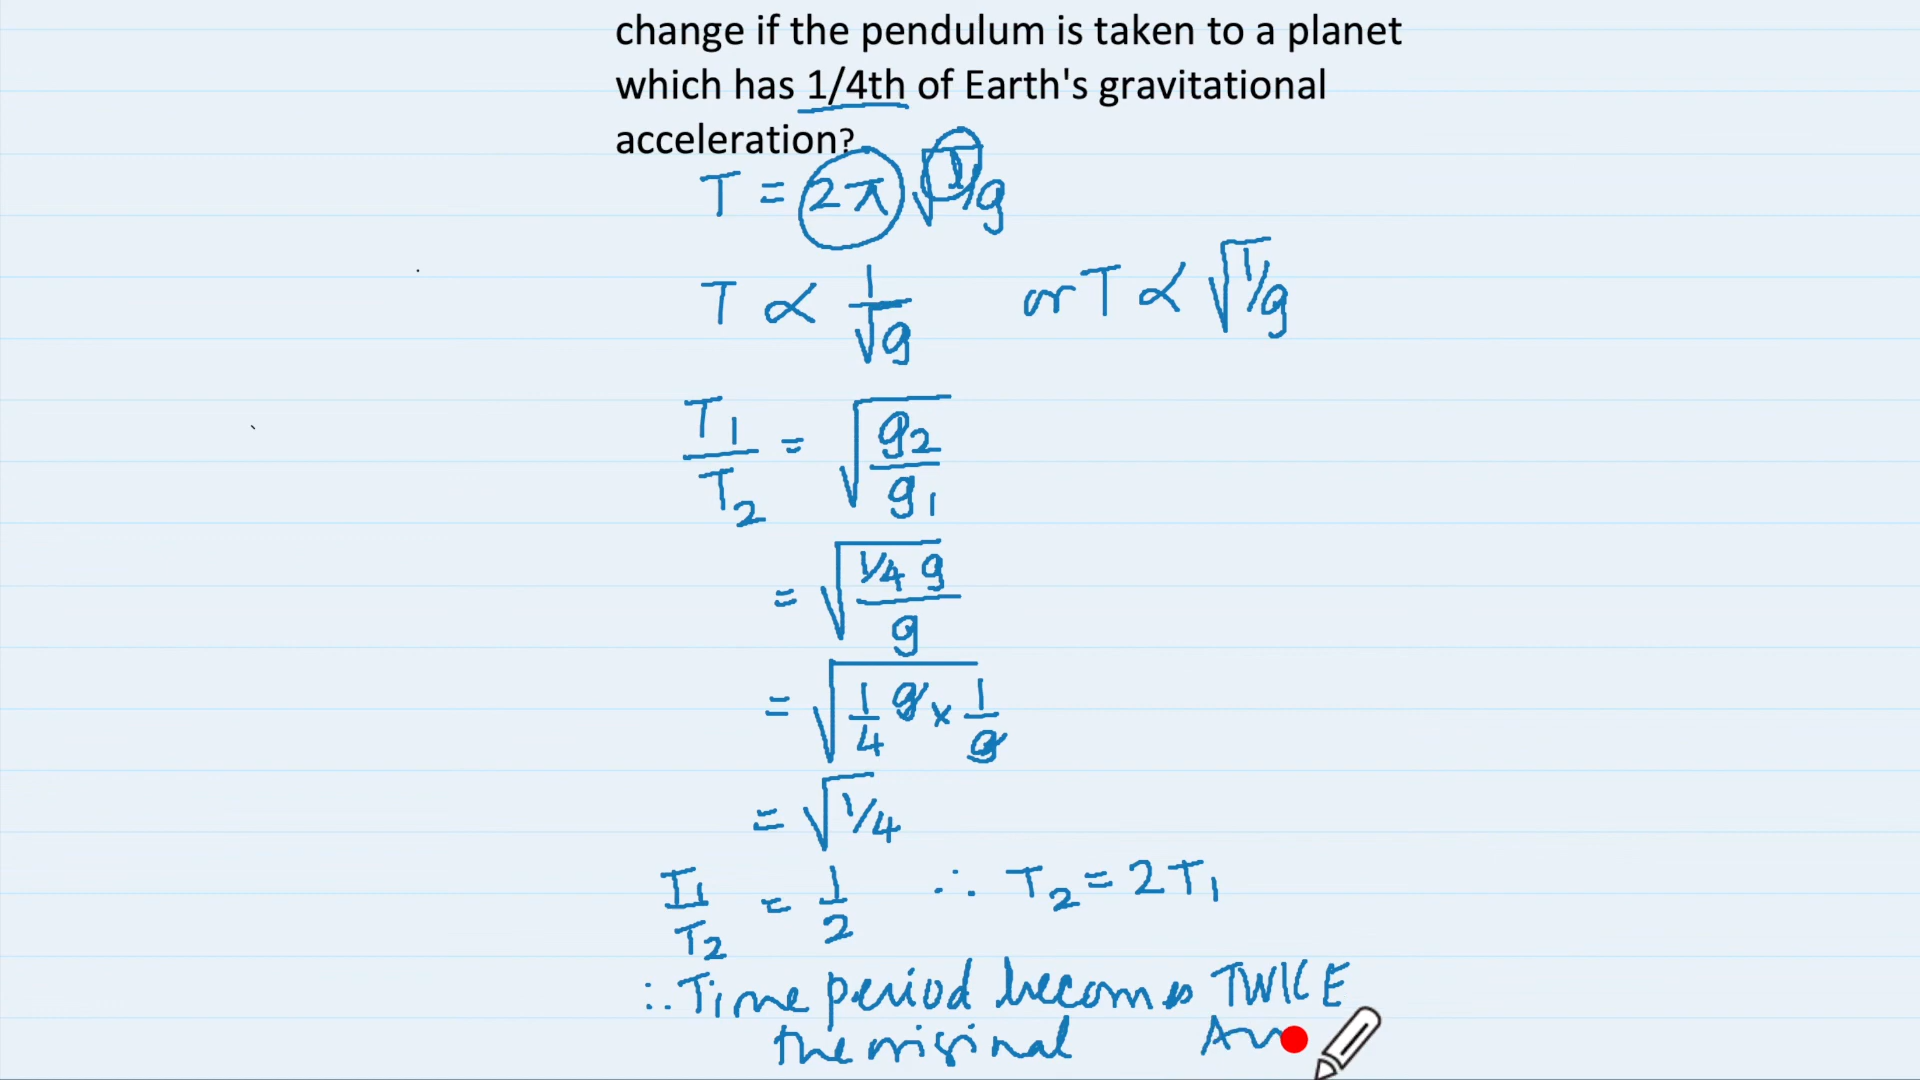 change if the pendulum is taken to a planet
which has 1/4th of Earth's gravitational
acceleration?
T = 2π √l/g
T ∝ 1/√g or T ∝ √1/g
T1/T2 = √g2/g1
= √1/4 g/g
= √1/4 g × 1/g
= √1/4
T1/T2 = 1/2 ∴ T2 = 2T1
∴ Time period becomes TWICE
the original Ans